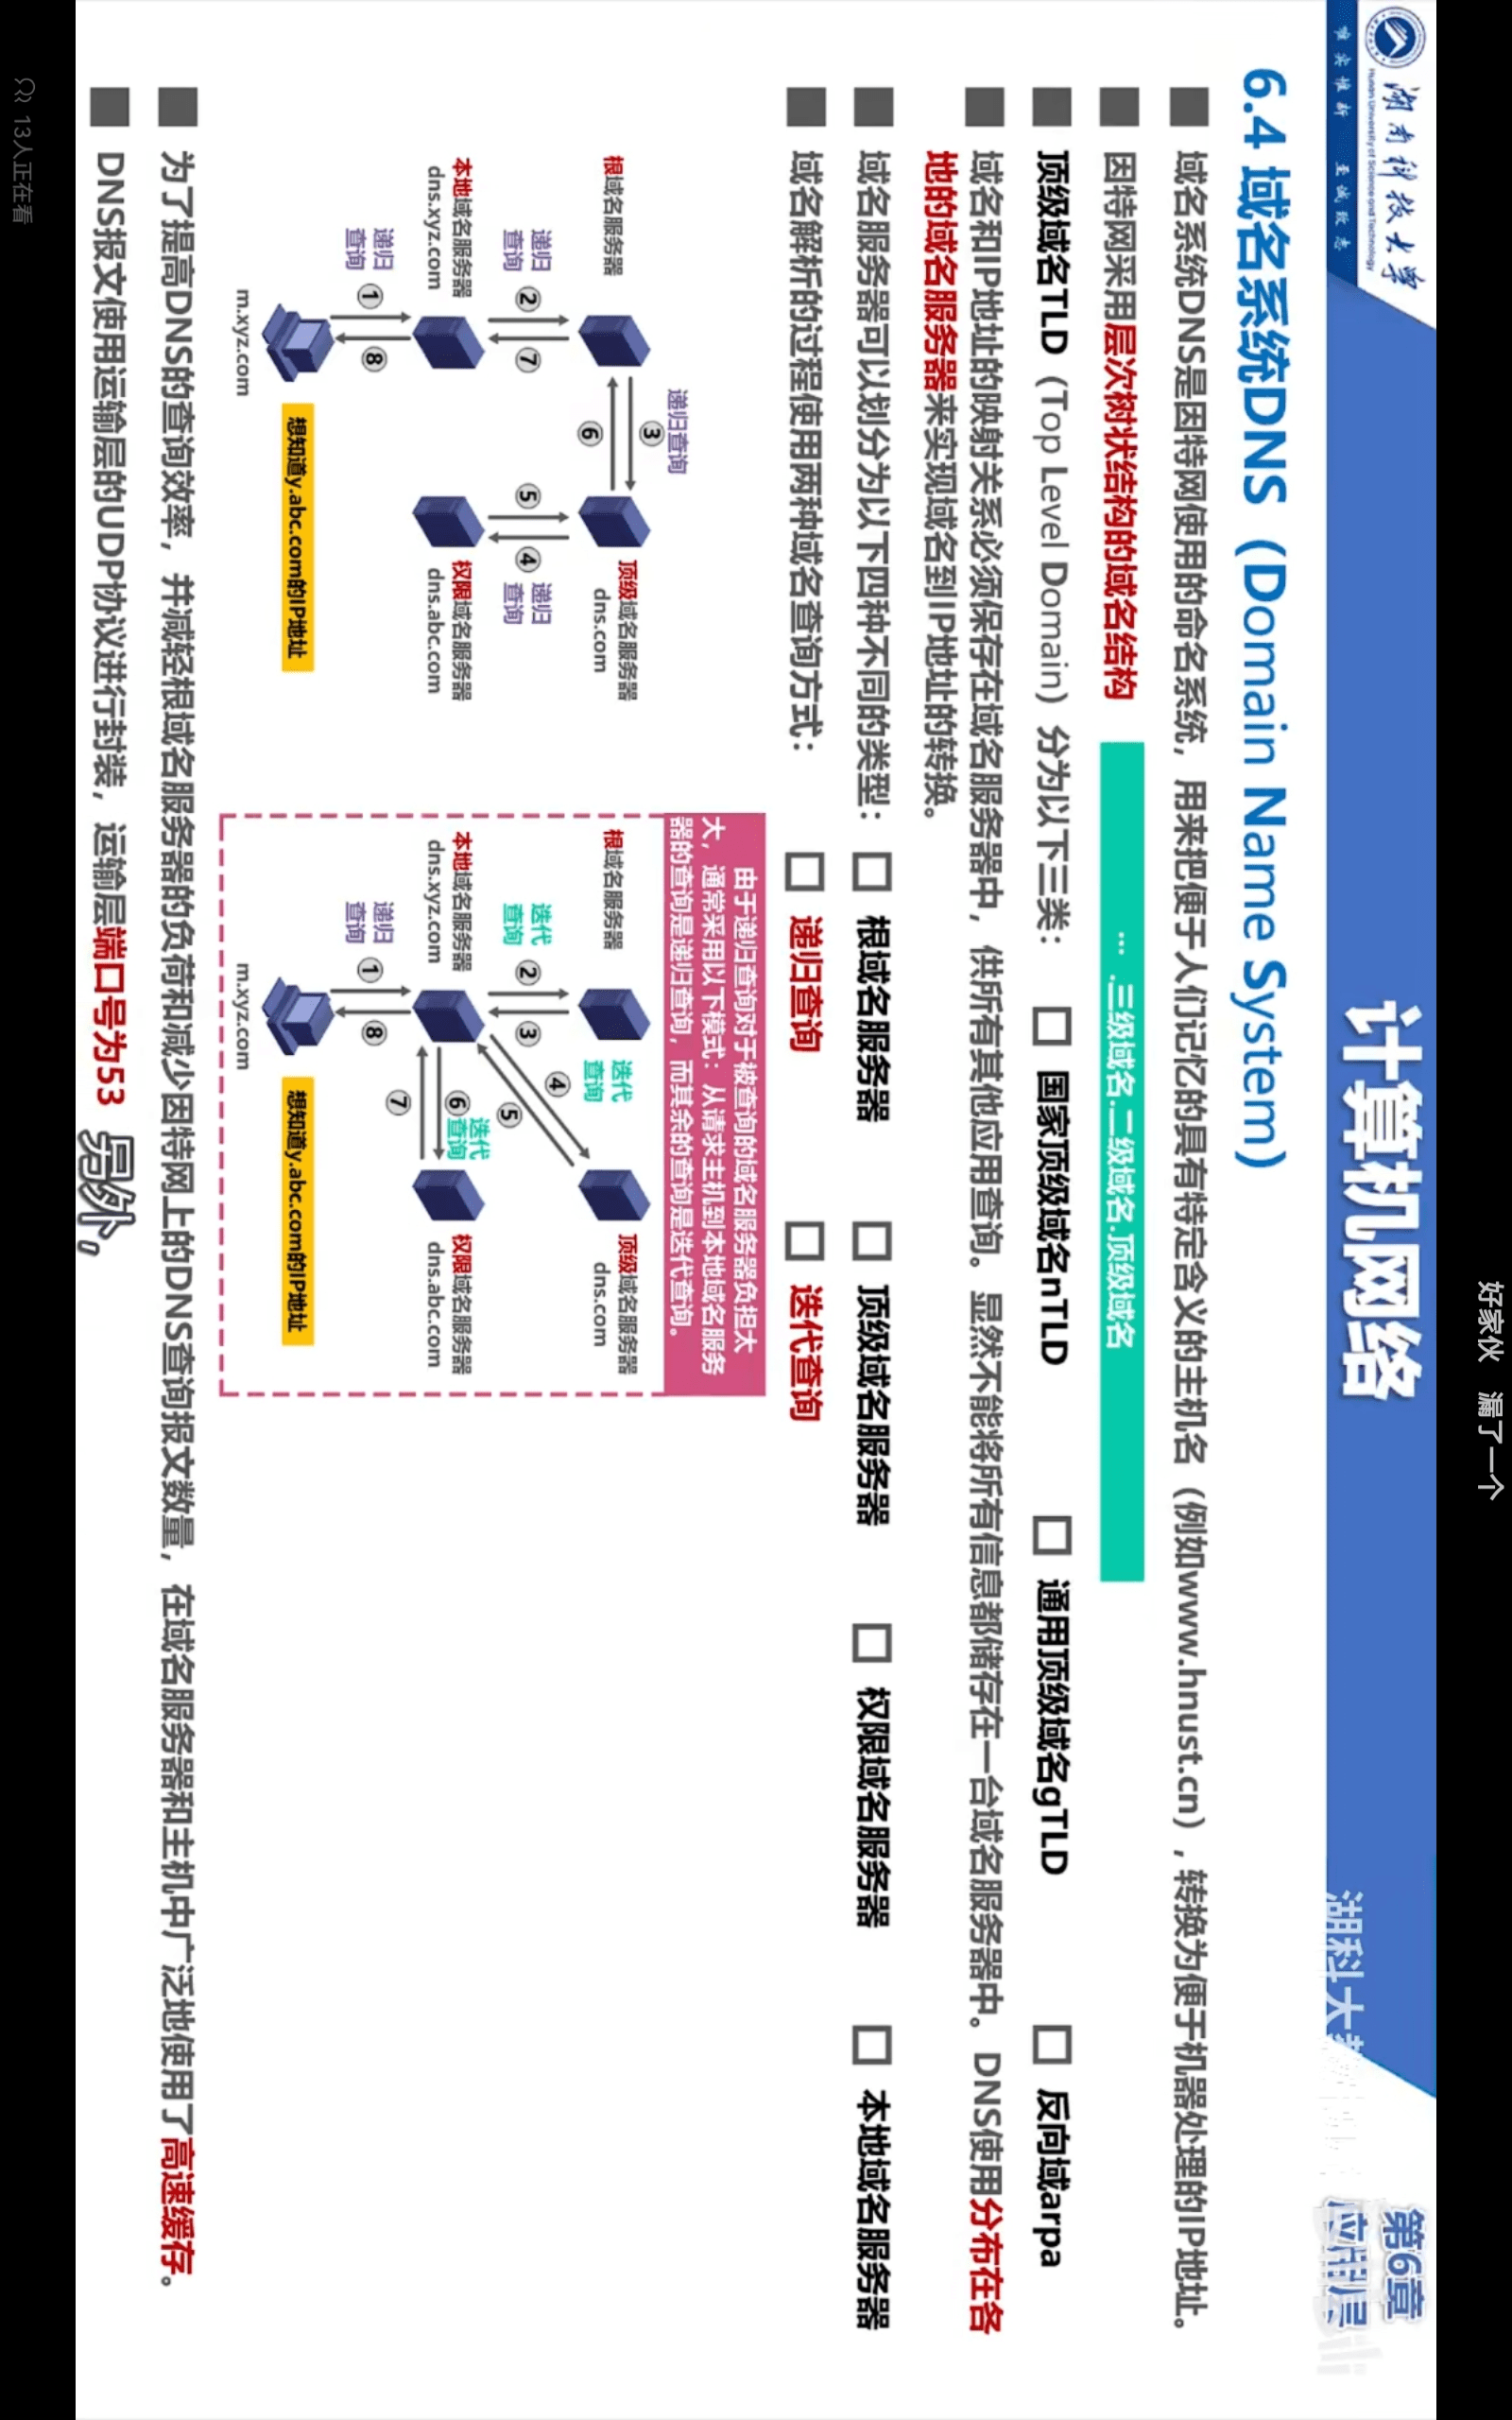 湖南科技大学
Hunan University of Science and Technology
唯实惟新 至诚致志
计算机网络
第6章
应用层
6.4 域名系统DNS（Domain Name System）
域名系统DNS是因特网使用的命名系统，用来把便于人们记忆的具有特定含义的主机名（例如www.hnust.cn），转换为便于机器处理的IP地址。
因特网采用层次树状结构的域名结构
… .三级域名.二级域名.顶级域名
顶级域名TLD（Top Level Domain）分为以下三类： 国家顶级域名nTLD 通用顶级域名gTLD 反向域arpa
域名和IP地址的映射关系必须保存在域名服务器中，供所有其他应用查询。显然不能将所有信息都储存在一台域名服务器中。DNS使用分布在各
地的域名服务器来实现域名到IP地址的转换。
域名服务器可以划分为以下四种不同的类型： 根域名服务器 顶级域名服务器 权限域名服务器 本地域名服务器
域名解析的过程使用两种域名查询方式： 递归查询 迭代查询
根域名服务器
递归查询
③
⑥
顶级域名服务器
dns.com
递归
查询
②
⑦
⑤
④
递归
查询
本地域名服务器
dns.xyz.com
权限域名服务器
dns.abc.com
递归
查询
①
⑧
m.xyz.com
想知道y.abc.com的IP地址
由于递归查询对于被查询的域名服务器负担太
大，通常采用以下模式：从请求主机到本地域名服务
器的查询是递归查询，而其余的查询是迭代查询。
根域名服务器
迭代
查询
顶级域名服务器
dns.com
迭代
查询
②
③
④
⑤
本地域名服务器
dns.xyz.com
迭代
查询
⑥
⑦
权限域名服务器
dns.abc.com
递归
查询
①
⑧
m.xyz.com
想知道y.abc.com的IP地址
为了提高DNS的查询效率，并减轻根域名服务器的负荷和减少因特网上的DNS查询报文数量，在域名服务器和主机中广泛地使用了高速缓存。
DNS报文使用运输层的UDP协议进行封装，运输层端口号为53
另外，
好家伙 漏了一个
13人正在看